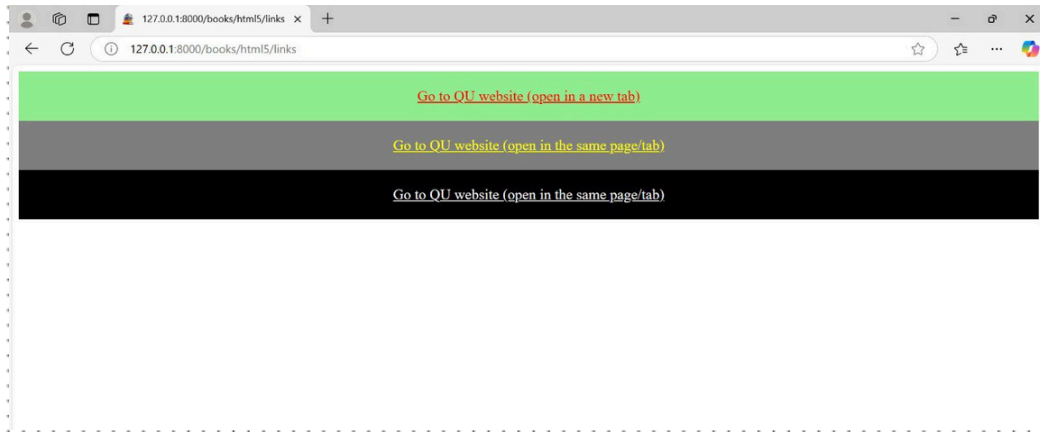 127.0.0.1:8000/books/html5/links
127.0.0.1:8000/books/html5/links
Go to QU website (open in a new tab)
Go to QU website (open in the same page/tab)
Go to QU website (open in the same page/tab)